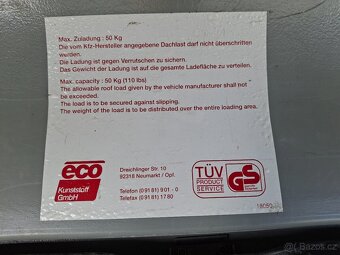 Max. Zuladung : 50 Kg
Die vom Kfz-Hersteller angegebene Dachlast darf nicht überschritten
werden.
Die Ladung ist gegen Verrutschen zu sichern.
Das Gewicht der Ladung ist auf die gesamte Ladefläche zu verteilen.
Max. capacity : 50 Kg (110 lbs)
The allowable roof load given by the vehicle manufacturer shall not
be exceeded.
The load is to be secured against slipping.
The weight of the load is to be distributed over the entire loading area.
eco
Kunststoff
GmbH
Dreichlinger Str. 10
92318 Neumarkt / Opf.
Telefon (0 91 81) 9 01 - 0
Telefax (0 91 81) 17 80
TÜV
PRODUCT
SERVICE
GS